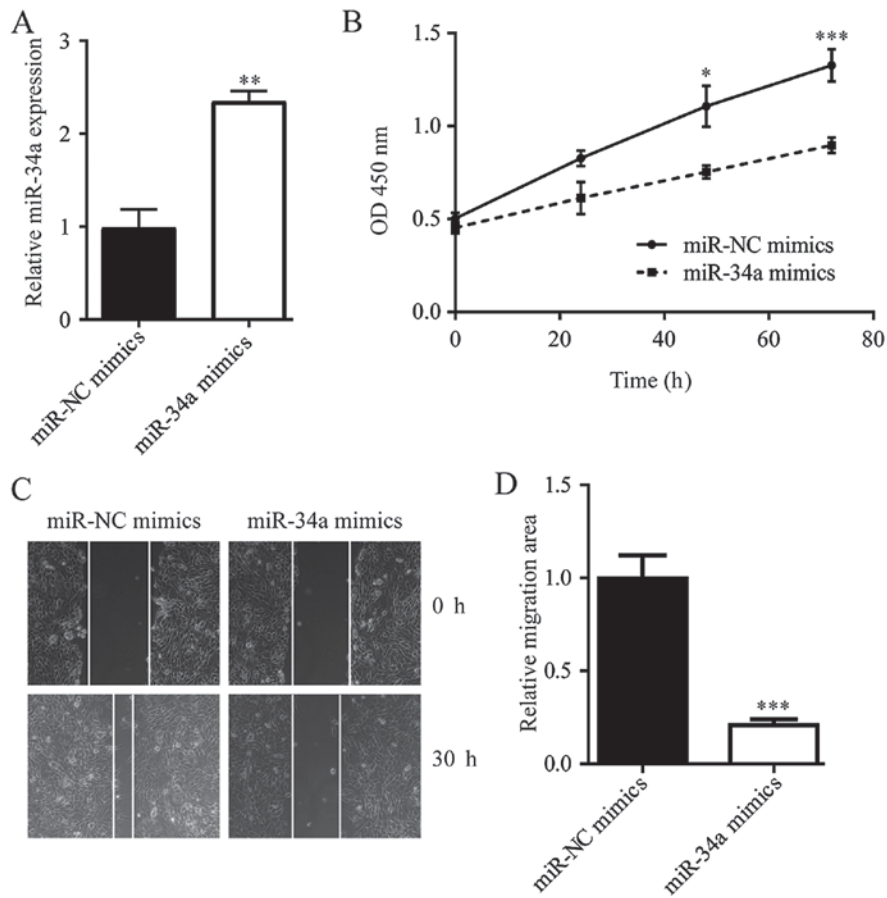 A
Relative miR-34a expression
3
2
1
0
**
miR-NC mimics
miR-34a mimics
B
OD 450 nm
1.5
1.0
0.5
0.0
*
***
miR-NC mimics
miR-34a mimics
0
20
40
60
80
Time (h)
C
miR-NC mimics
miR-34a mimics
0 h
30 h
D
Relative migration area
1.5
1.0
0.5
0.0
***
miR-NC mimics
miR-34a mimics